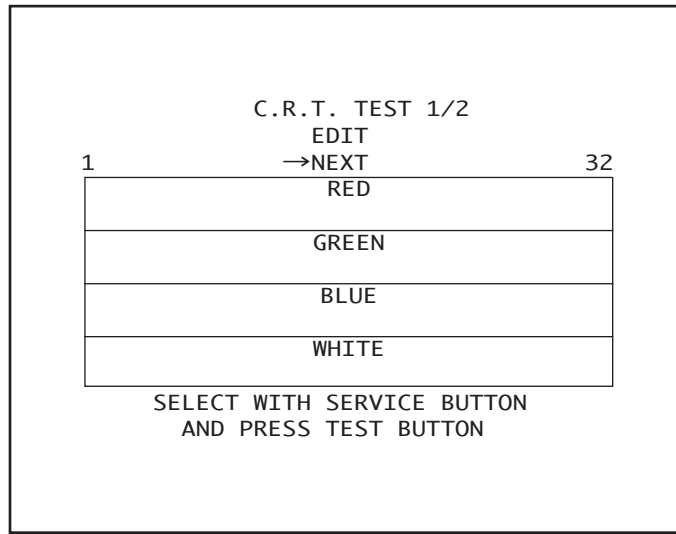 C.R.T. TEST 1/2
EDIT
1 →NEXT 32
RED
GREEN
BLUE
WHITE
SELECT WITH SERVICE BUTTON
AND PRESS TEST BUTTON